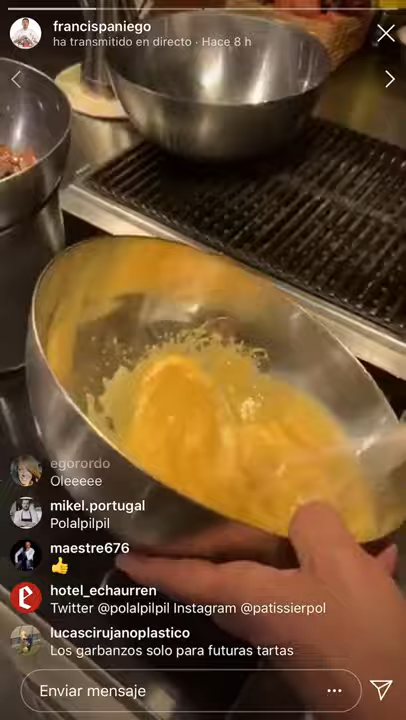 francispaniego
ha transmitido en directo · Hace 8 h
egorordo
Oleeeee
mikel.portugal
Polalpilpil
maestre676
👍
hotel_echaurren
Twitter @polalpilpil Instagram @patissierpol
lucascirujanoplastico
Los garbanzos solo para futuras tartas
Enviar mensaje